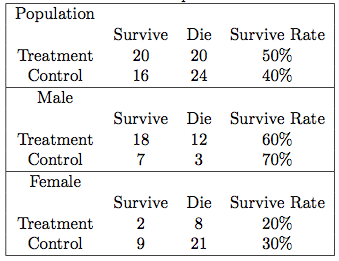 Population
Survive Die Survive Rate
Treatment 20 20 50%
Control 16 24 40%
Male
Survive Die Survive Rate
Treatment 18 12 60%
Control 7 3 70%
Female
Survive Die Survive Rate
Treatment 2 8 20%
Control 9 21 30%